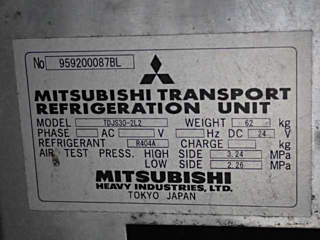 No 959200087BL
MITSUBISHI TRANSPORT
REFRIGERATION UNIT
MODEL TDJS30-2L2 WEIGHT 62 kg
PHASE AC V Hz DC 24 V
REFRIGERANT R404A CHARGE kg
AIR TEST PRESS. HIGH SIDE 3.24 MPa
LOW SIDE 2.26 MPa
MITSUBISHI
HEAVY INDUSTRIES, LTD.
TOKYO JAPAN